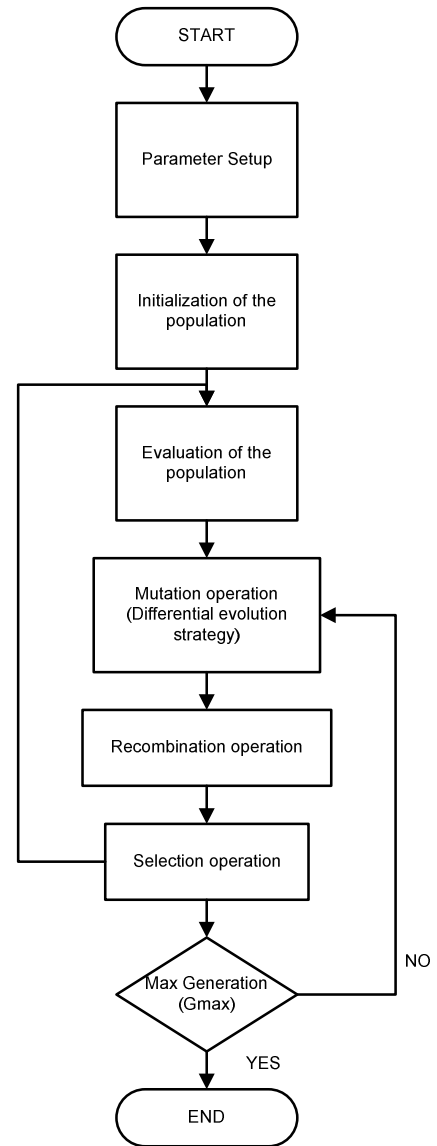 START
Parameter Setup
Initialization of the
population
Evaluation of the
population
Mutation operation
(Differential evolution
strategy)
Recombination operation
Selection operation
Max Generation
(Gmax)
NO
YES
END